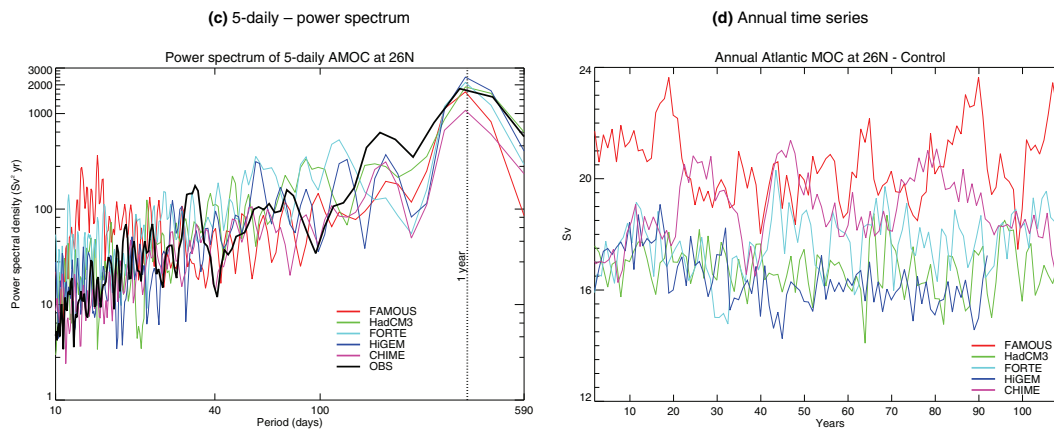 (c) 5-daily – power spectrum
Power spectrum of 5-daily AMOC at 26N
Power spectral density (Sv² yr)
3000
2000
1000
100
10
1
1 year
FAMOUS
HadCM3
FORTE
HiGEM
CHIME
OBS
10 40 100 590
Period (days)
(d) Annual time series
Annual Atlantic MOC at 26N - Control
Sv
24
22
20
18
16
14
12
FAMOUS
HadCM3
FORTE
HiGEM
CHIME
10 20 30 40 50 60 70 80 90 100
Years